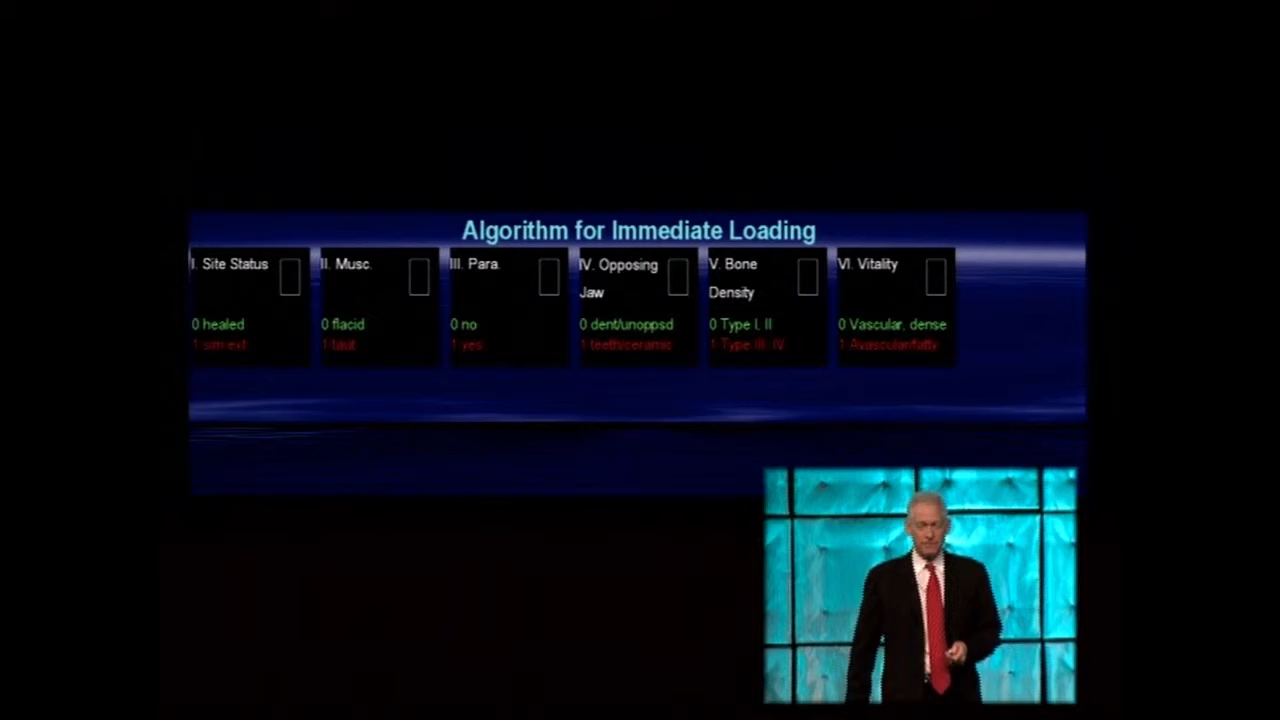 Algorithm for Immediate Loading
I. Site Status
0 healed
1 sim ext
II. Musc.
0 flacid
1 taut
III. Para.
0 no
1 yes
IV. Opposing
Jaw
0 dent/unoppsd
1 teeth/ceramic
V. Bone
Density
0 Type I, II
1 Type III, IV
VI. Vitality
0 Vascular, dense
1 Avascular/fatty